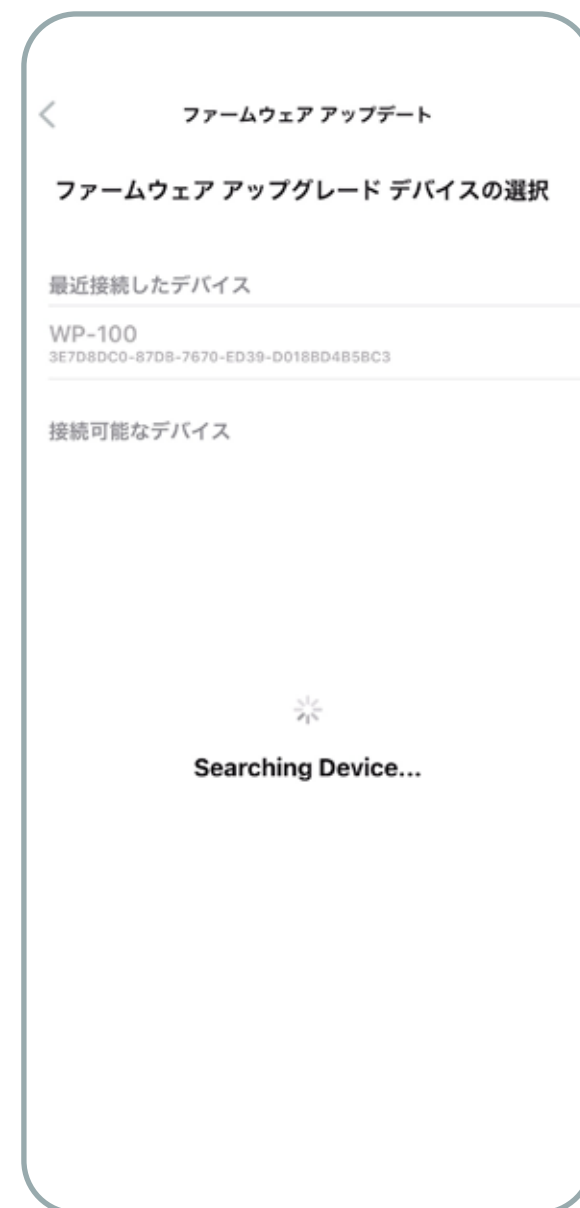 ファームウェア アップデート
ファームウェア アップグレード デバイスの選択
最近接続したデバイス
WP-100
3E7D8DC0-87DB-7670-ED39-D018BD4B5BC3
接続可能なデバイス
Searching Device...